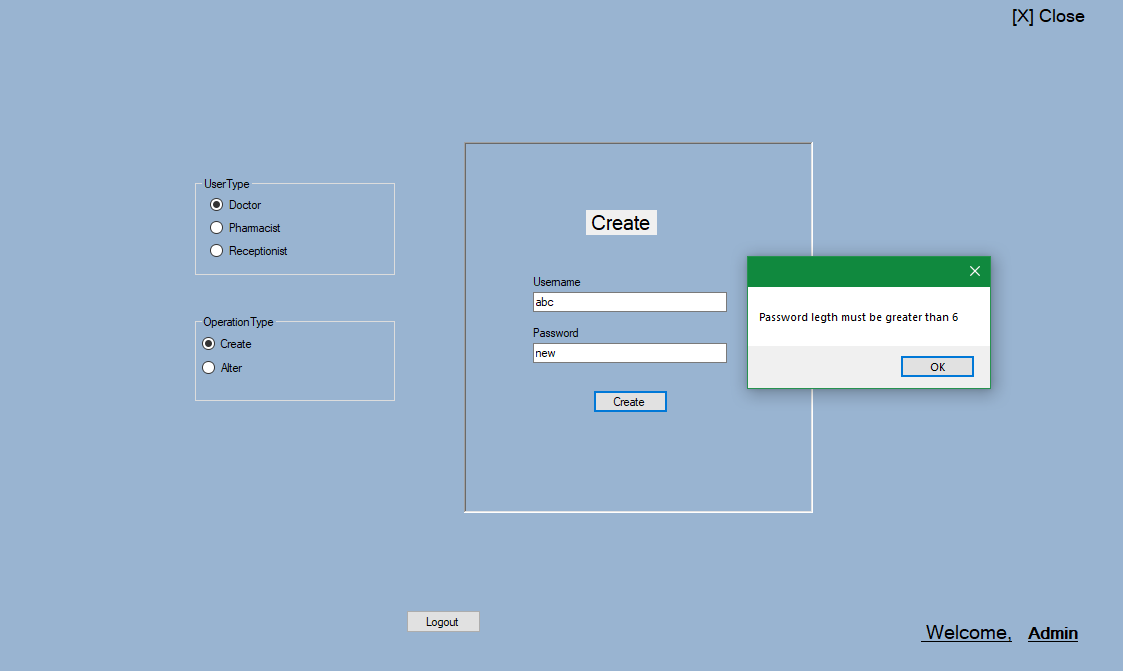 [X] Close
UserType
Doctor
Pharmacist
Receptionist
OperationType
Create
Alter
Create
Username
abc
Password
new
Create
Password legth must be greater than 6
OK
Logout
Welcome, Admin